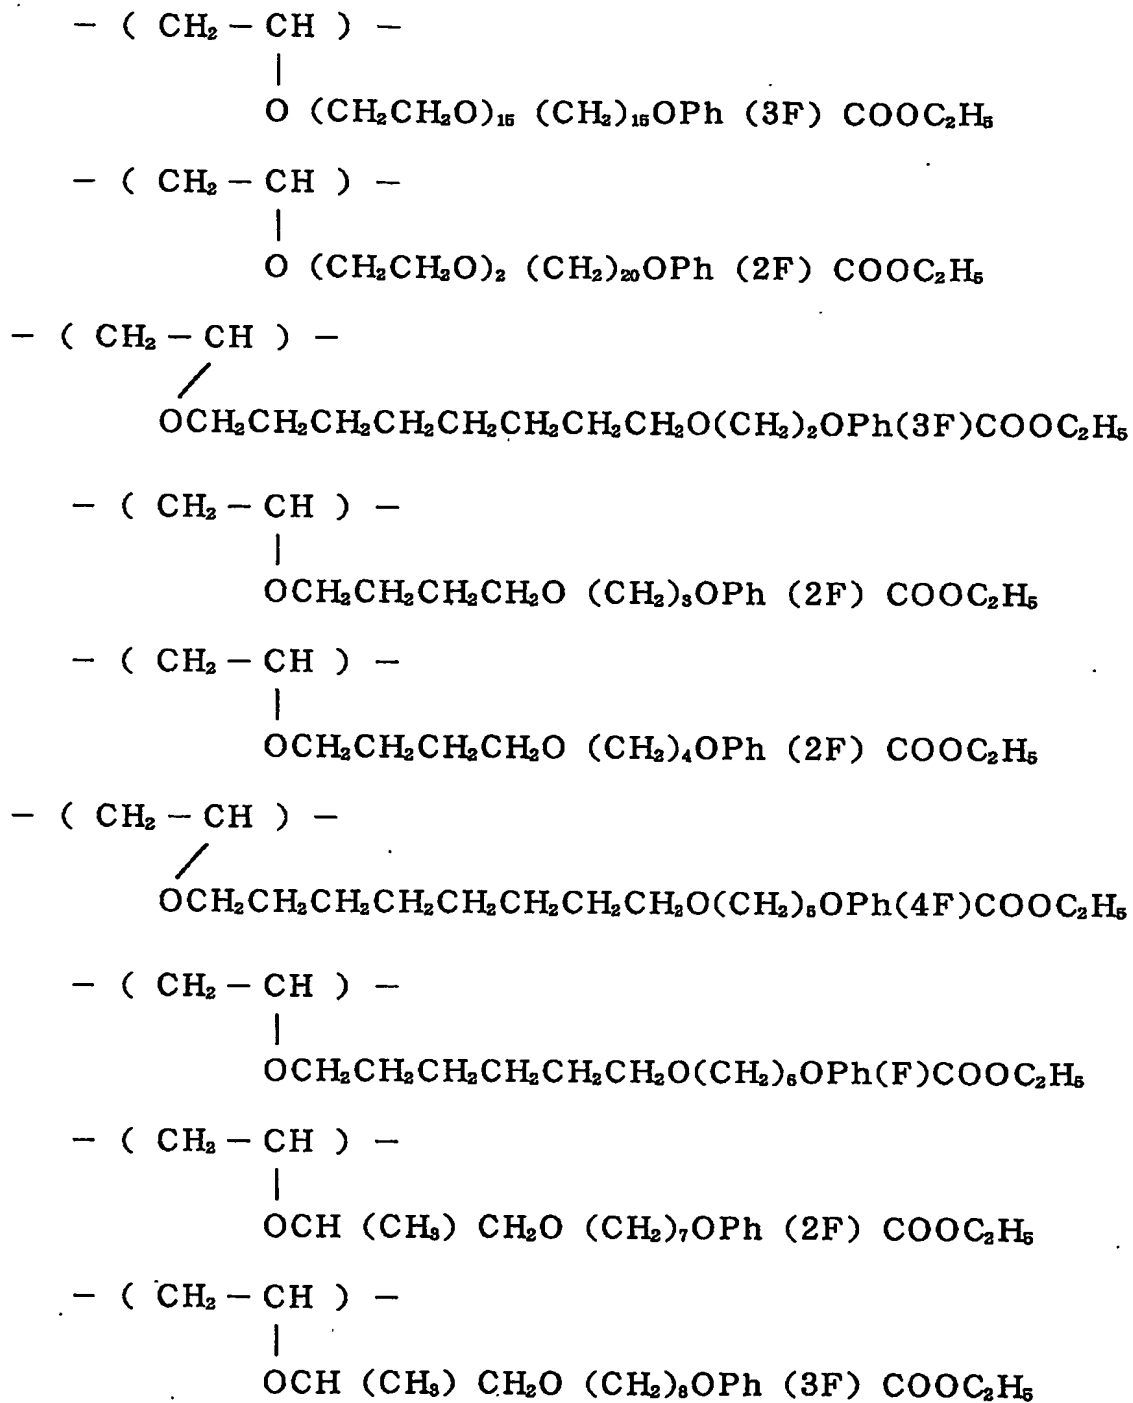 − ( CH₂ − CH ) −
|
O (CH₂CH₂O)₁₅ (CH₂)₁₅OPh (3F) COOC₂H₅
− ( CH₂ − CH ) −
|
O (CH₂CH₂O)₂ (CH₂)₂₀OPh (2F) COOC₂H₅
− ( CH₂ − CH ) −
/
OCH₂CH₂CH₂CH₂CH₂CH₂CH₂CH₂O(CH₂)₂OPh(3F)COOC₂H₅
− ( CH₂ − CH ) −
|
OCH₂CH₂CH₂CH₂O (CH₂)₃OPh (2F) COOC₂H₅
− ( CH₂ − CH ) −
|
OCH₂CH₂CH₂CH₂O (CH₂)₄OPh (2F) COOC₂H₅
− ( CH₂ − CH ) −
/
OCH₂CH₂CH₂CH₂CH₂CH₂CH₂CH₂O(CH₂)₅OPh(4F)COOC₂H₅
− ( CH₂ − CH ) −
|
OCH₂CH₂CH₂CH₂CH₂CH₂O(CH₂)₆OPh(F)COOC₂H₅
− ( CH₂ − CH ) −
|
OCH (CH₃) CH₂O (CH₂)₇OPh (2F) COOC₂H₅
− ( CH₂ − CH ) −
|
OCH (CH₃) CH₂O (CH₂)₈OPh (3F) COOC₂H₅